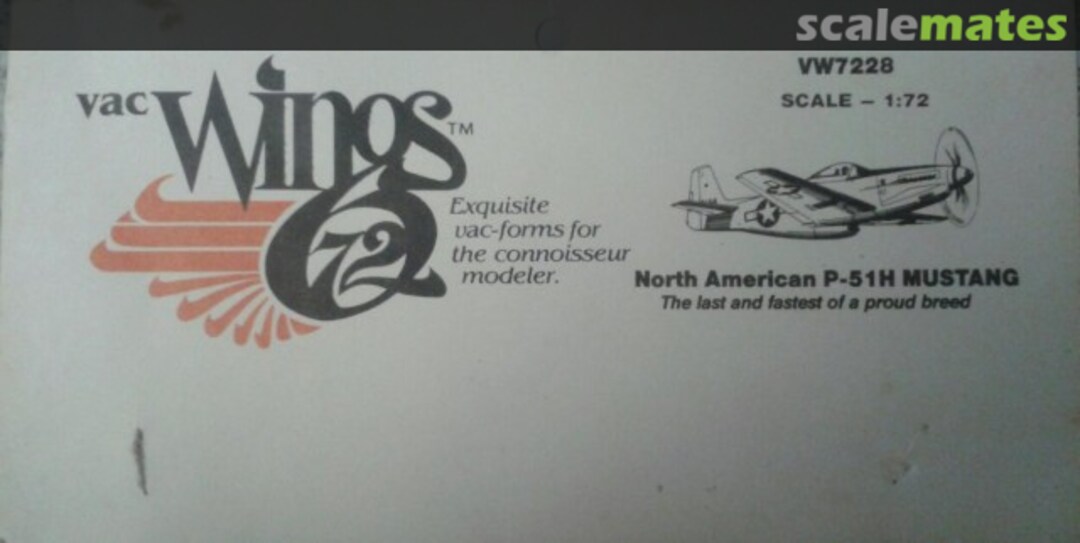 scalemates
vac Wings TM
72
Exquisite
vac-forms for
the connoisseur
modeler.
VW7228
SCALE – 1:72
North American P-51H MUSTANG
The last and fastest of a proud breed